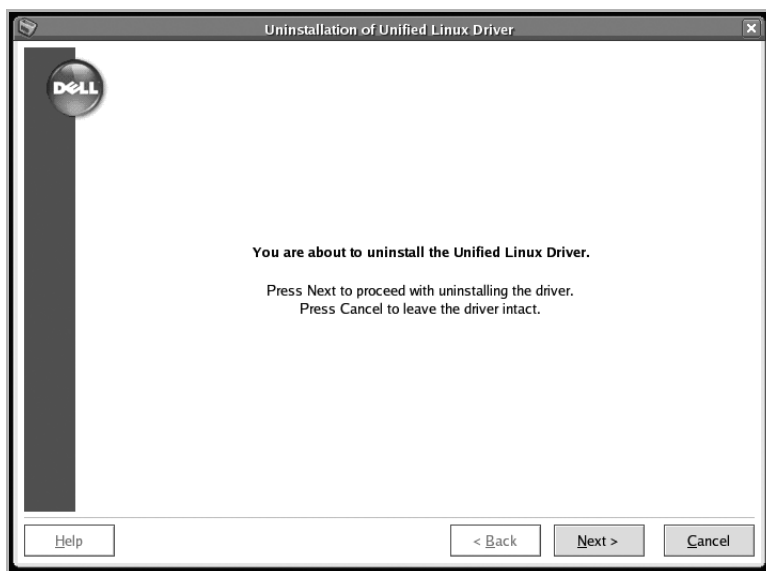 Uninstallation of Unified Linux Driver
DELL
You are about to uninstall the Unified Linux Driver.
Press Next to proceed with uninstalling the driver.
Press Cancel to leave the driver intact.
Help
< Back
Next >
Cancel